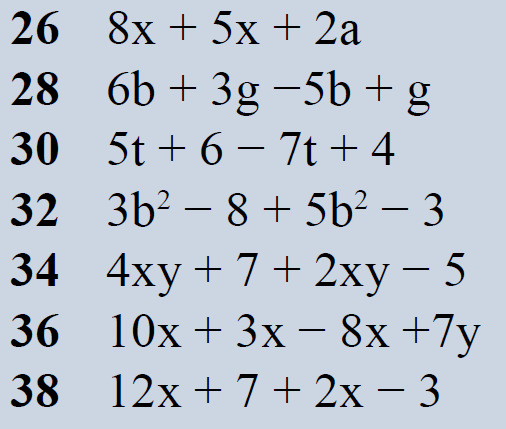 26 8x + 5x + 2a
28 6b + 3g −5b + g
30 5t + 6 − 7t + 4
32 3b² − 8 + 5b² − 3
34 4xy + 7 + 2xy − 5
36 10x + 3x − 8x +7y
38 12x + 7 + 2x − 3